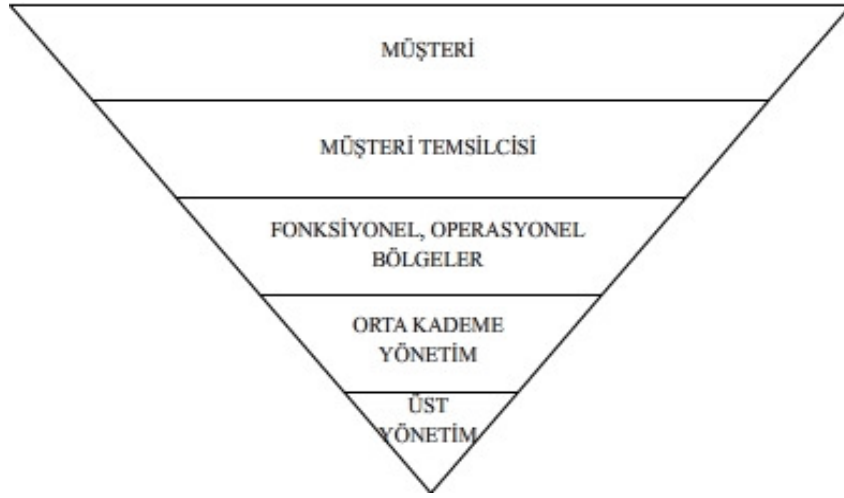 MÜŞTERİ
MÜŞTERİ TEMSİLCİSİ
FONKSİYONEL, OPERASYONEL
BÖLGELER
ORTA KADEME
YÖNETİM
ÜST
YÖNETİM